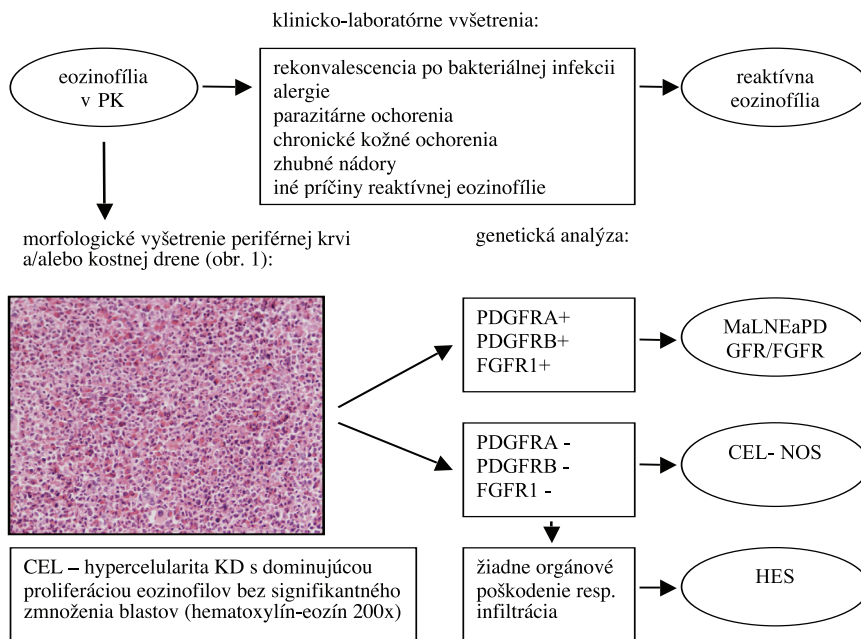 klinicko-laboratórne vvšetrenia:
eozinofília
v PK
rekonvalescencia po bakteriálnej infekcii
alergie
parazitárne ochorenia
chronické kožné ochorenia
zhubné nádory
iné príčiny reaktívnej eozinofílie
reaktívna
eozinofília
morfologické vyšetrenie periférnej krvi
a/alebo kostnej drene (obr. 1):
genetická analýza:
PDGFRA+
PDGFRB+
FGFR1+
MaLNEaPD
GFR/FGFR
PDGFRA -
PDGFRB -
FGFR1 -
CEL- NOS
CEL – hypercelularita KD s dominujúcou
proliferáciou eozinofilov bez signifikantného
zmnoženia blastov (hematoxylín-eozín 200x)
žiadne orgánové
poškodenie resp.
infiltrácia
HES